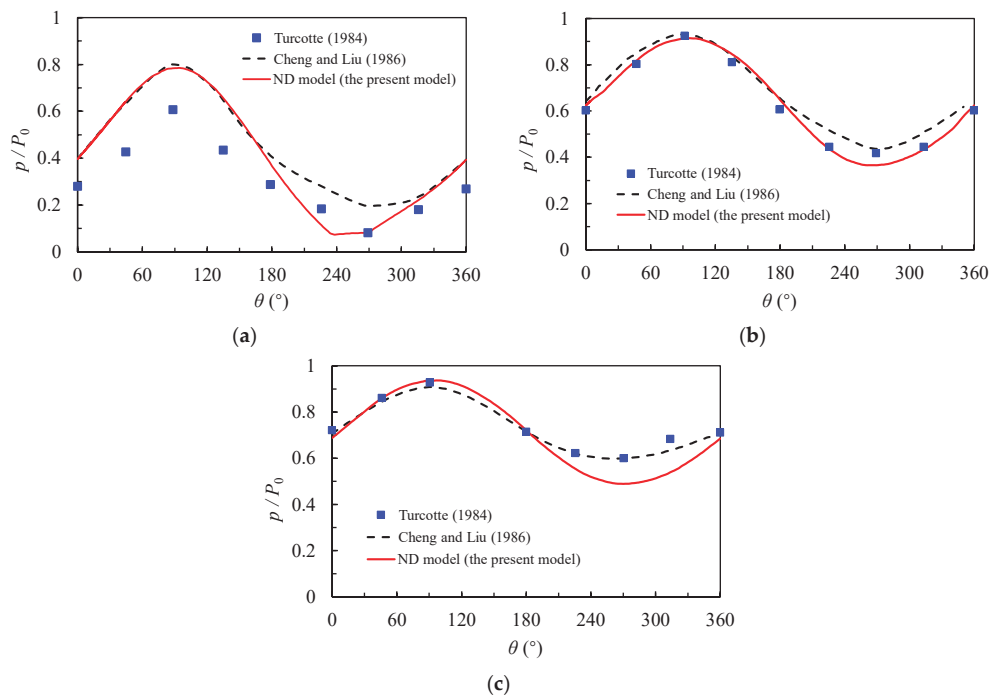 (a)
(b)
1
0.8
0.6
0.4
0.2
0
p / P0
Turcotte (1984)
Cheng and Liu (1986)
ND model (the present model)
0 60 120 180 240 300 360
θ (°)
(a)
1
0.8
0.6
0.4
0.2
0
p / P0
Turcotte (1984)
Cheng and Liu (1986)
ND model (the present model)
0 60 120 180 240 300 360
θ (°)
(b)
1
0.8
0.6
0.4
0.2
0
p / P0
Turcotte (1984)
Cheng and Liu (1986)
ND model (the present model)
0 60 120 180 240 300 360
θ (°)
(c)
(c)